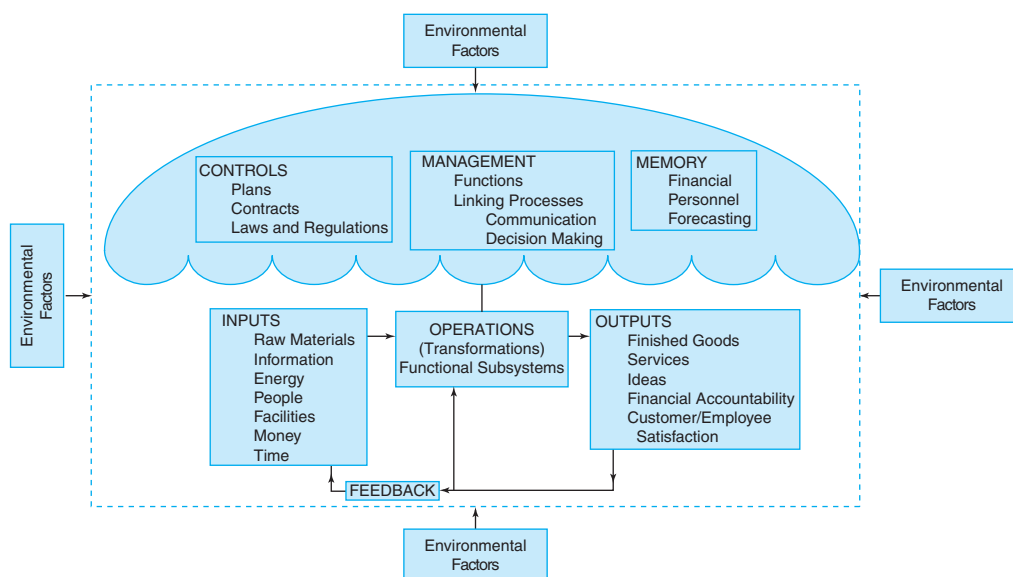 Environmental
Factors
CONTROLS
Plans
Contracts
Laws and Regulations
MANAGEMENT
Functions
Linking Processes
Communication
Decision Making
MEMORY
Financial
Personnel
Forecasting
Environmental
Factors
Environmental
Factors
INPUTS
Raw Materials
Information
Energy
People
Facilities
Money
Time
OPERATIONS
(Transformations)
Functional Subsystems
OUTPUTS
Finished Goods
Services
Ideas
Financial Accountability
Customer/Employee
Satisfaction
FEEDBACK
Environmental
Factors